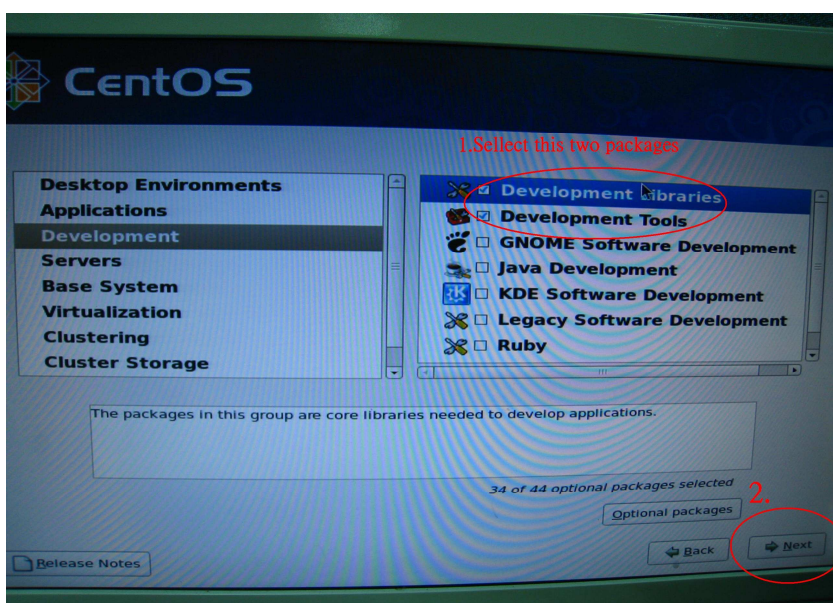 CentOS
1.Sellect this two packages
Desktop Environments
Applications
Development
Servers
Base System
Virtualization
Clustering
Cluster Storage
Development Libraries
Development Tools
GNOME Software Development
Java Development
KDE Software Development
Legacy Software Development
Ruby
The packages in this group are core libraries needed to develop applications.
34 of 44 optional packages selected
2.
Optional packages
Release Notes
Back
Next